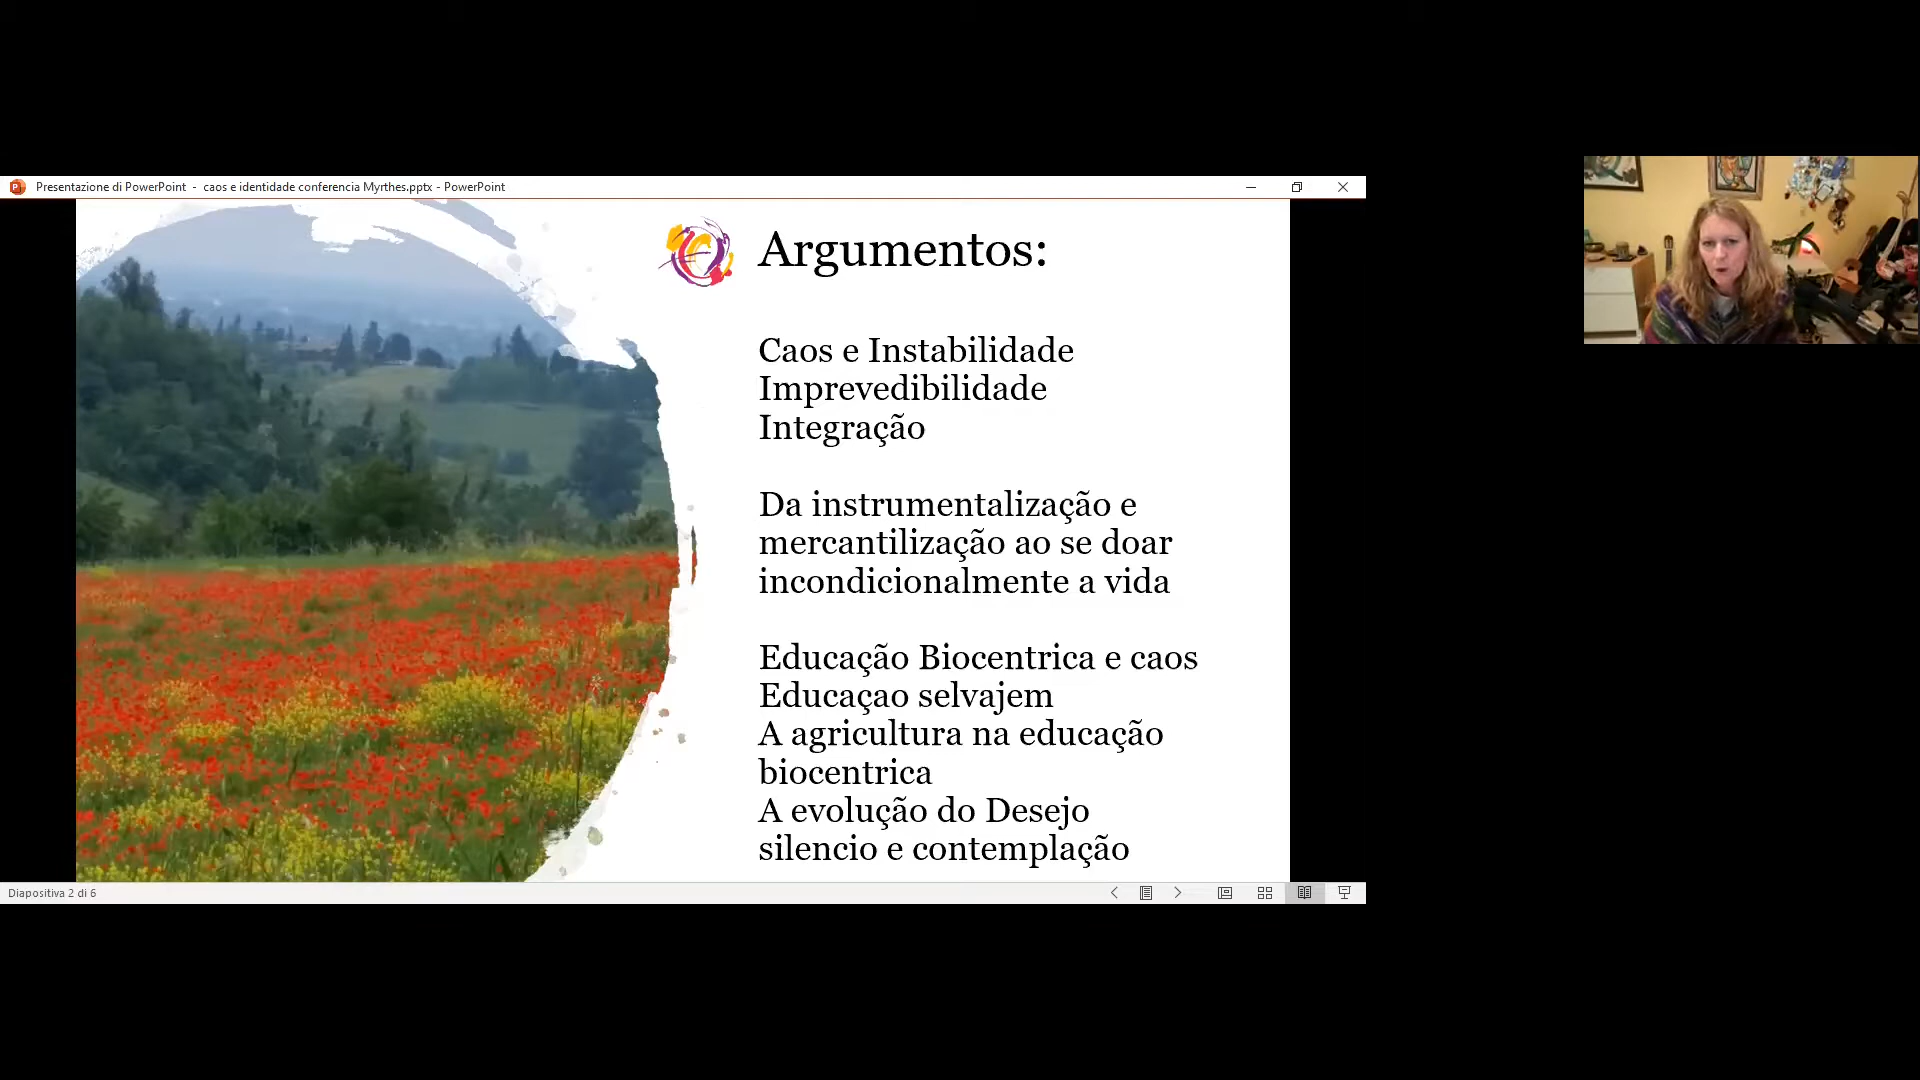 Presentazione di PowerPoint - caos e identidade conferencia Myrthes.pptx - PowerPoint
Argumentos:
Caos e Instabilidade
Imprevedibilidade
Integração
Da instrumentalização e
mercantilização ao se doar
incondicionalmente a vida
Educação Biocentrica e caos
Educaçao selvajem
A agricultura na educação
biocentrica
A evolução do Desejo
silencio e contemplação
Diapositiva 2 di 6